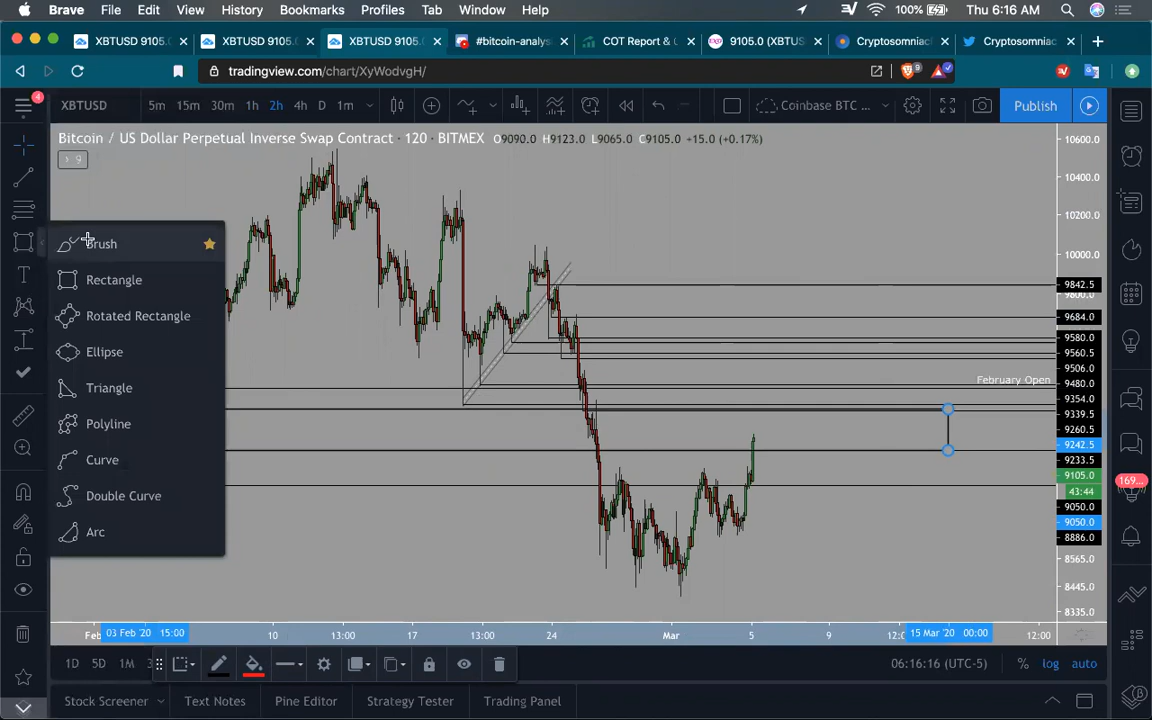 Brave File Edit View History Bookmarks Profiles Tab Window Help 100% Thu 6:16 AM
XBTUSD 9105.0 XBTUSD 9105.0 XBTUSD 9105.0 #bitcoin-analys COT Report & U 9105.0 (XBTUS Cryptosomniac Cryptosomniac
tradingview.com/chart/XyWodvgH/ 9
4 XBTUSD 5m 15m 30m 1h 2h 4h D 1m Coinbase BTC ... Publish
Bitcoin / US Dollar Perpetual Inverse Swap Contract · 120 · BITMEX O9090.0 H9123.0 L9065.0 C9105.0 +15.0 (+0.17%)
9
10600.0
10400.0
10200.0
10000.0
9842.5
9800.0
9684.0
9580.0
9560.5
9506.0
February Open
9480.0
9354.0
9339.5
9260.5
9242.5
9233.5
9105.0
43:44
9050.0
9050.0
8886.0
8565.0
8445.0
8335.0
169...
Brush
Rectangle
Rotated Rectangle
Ellipse
Triangle
Polyline
Curve
Double Curve
Arc
Feb 03 Feb '20 15:00 10 13:00 17 13:00 24 Mar 5 9 12:0 15 Mar '20 00:00 12:00
1D 5D 1M 3 06:16:16 (UTC-5) % log auto
Stock Screener Text Notes Pine Editor Strategy Tester Trading Panel